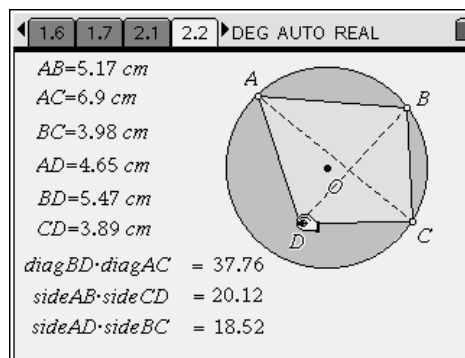 1.6 1.7 2.1 2.2 DEG AUTO REAL
AB=5.17 cm
AC=6.9 cm
BC=3.98 cm
AD=4.65 cm
BD=5.47 cm
CD=3.89 cm
diagBD·diagAC = 37.76
sideAB·sideCD = 20.12
sideAD·sideBC = 18.52
A
B
O
D
C